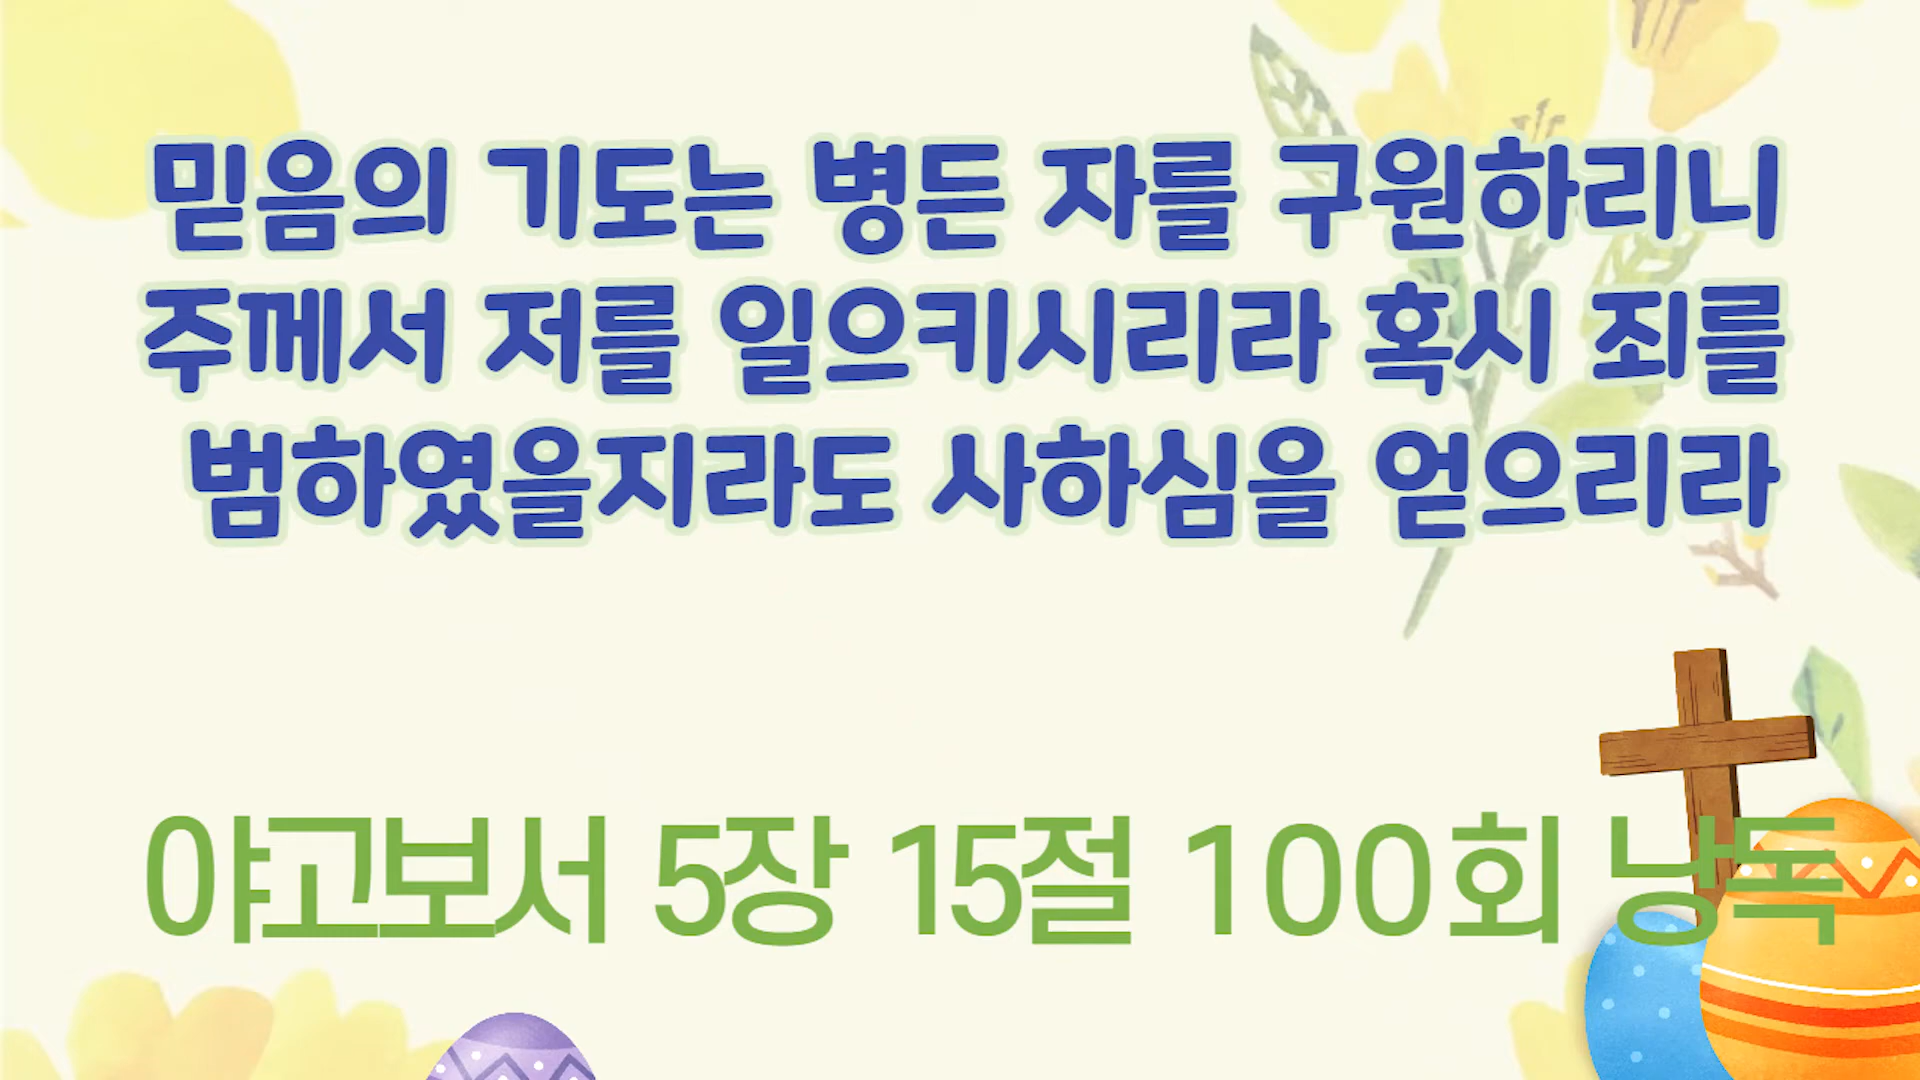 믿음의 기도는 병든 자를 구원하리니
주께서 저를 일으키시리라 혹시 죄를
범하였을지라도 사하심을 얻으리라
야고보서 5장 15절 100회 낭독